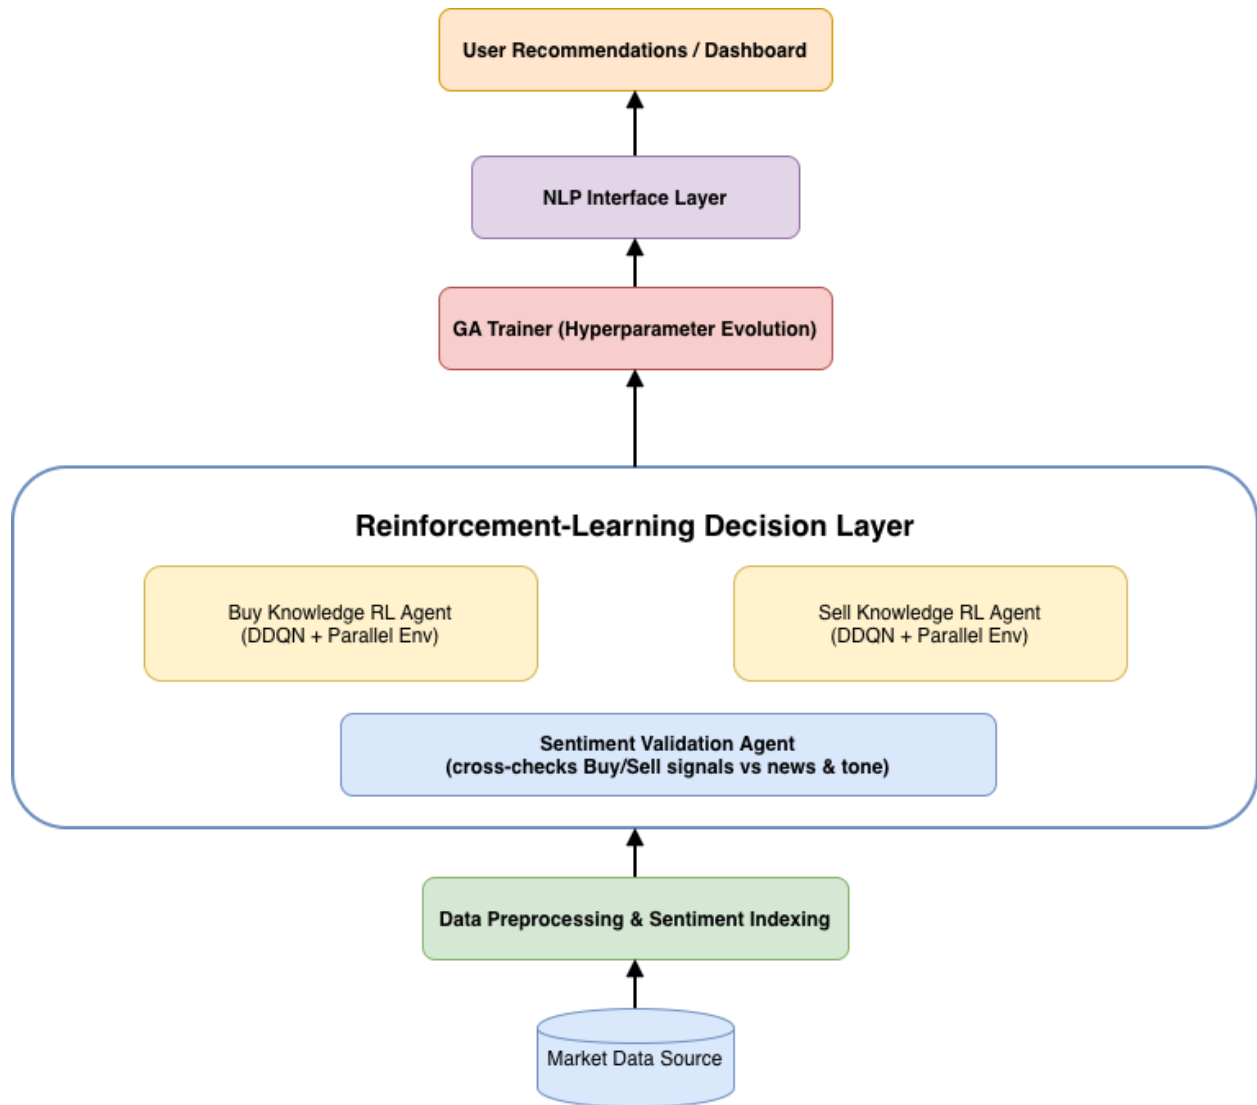 User Recommendations / Dashboard
NLP Interface Layer
GA Trainer (Hyperparameter Evolution)
Reinforcement-Learning Decision Layer
Buy Knowledge RL Agent
(DDQN + Parallel Env)
Sell Knowledge RL Agent
(DDQN + Parallel Env)
Sentiment Validation Agent
(cross-checks Buy/Sell signals vs news & tone)
Data Preprocessing & Sentiment Indexing
Market Data Source